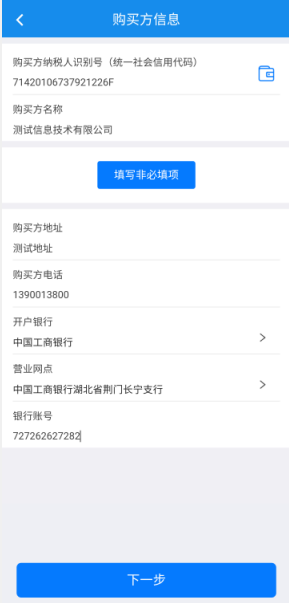 购买方信息
购买方纳税人识别号（统一社会信用代码）
71420106737921226F
购买方名称
测试信息技术有限公司
填写非必填项
购买方地址
测试地址
购买方电话
1390013800
开户银行
中国工商银行
营业网点
中国工商银行湖北省荆门长宁支行
银行账号
727262627282
下一步